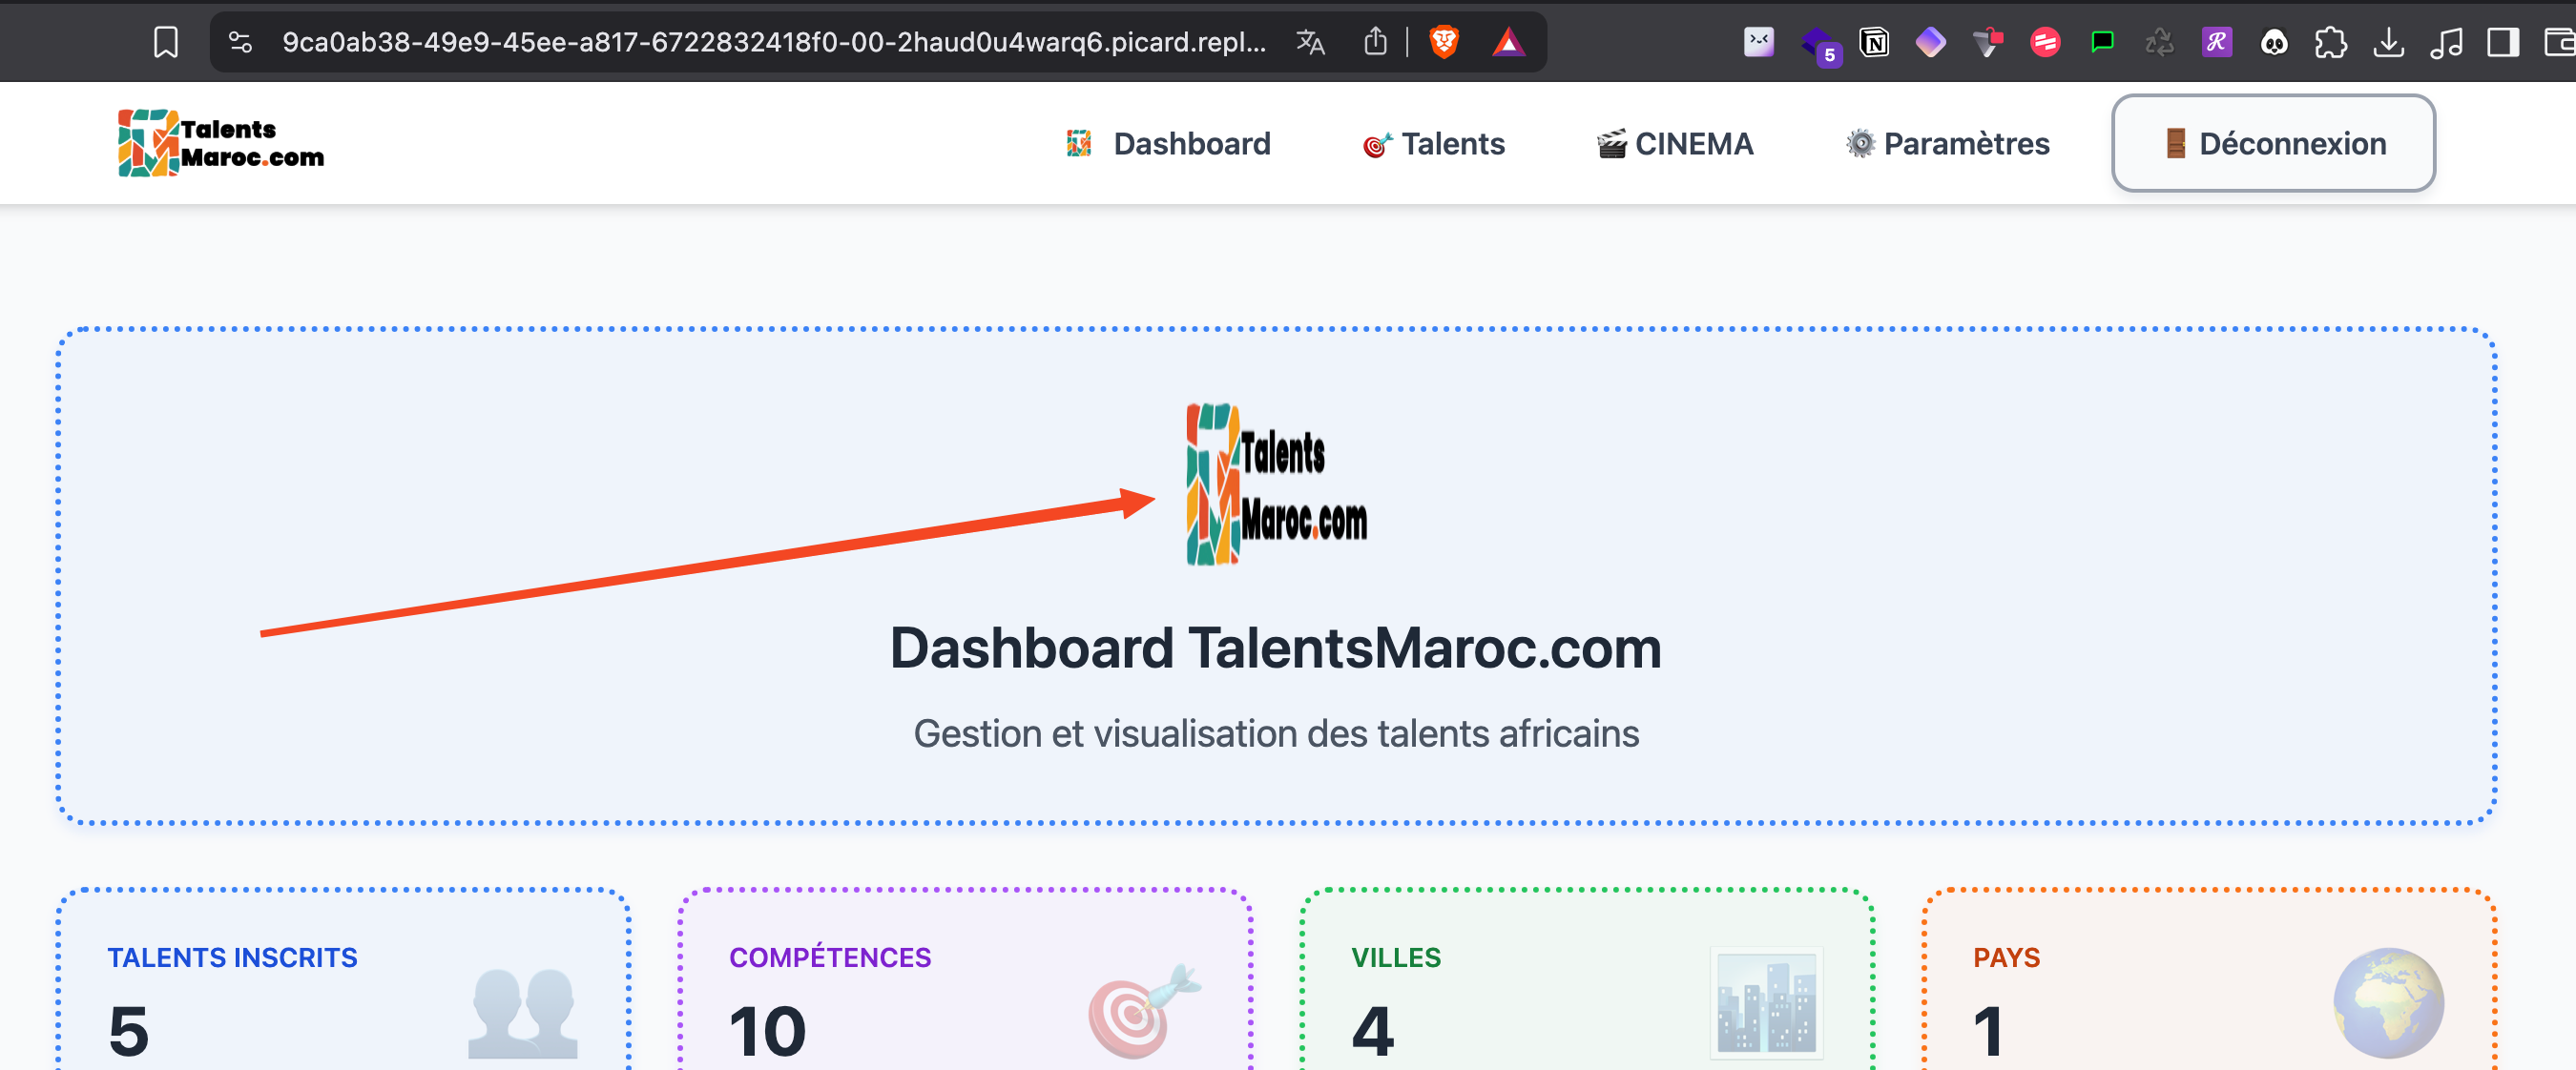 9ca0ab38-49e9-45ee-a817-6722832418f0-00-2haud0u4warq6.picard.repl...
5
Talents
Maroc.com
Dashboard
Talents
CINEMA
Paramètres
Déconnexion
Talents
Maroc.com
Dashboard TalentsMaroc.com
Gestion et visualisation des talents africains
TALENTS INSCRITS
5
COMPÉTENCES
10
VILLES
4
PAYS
1